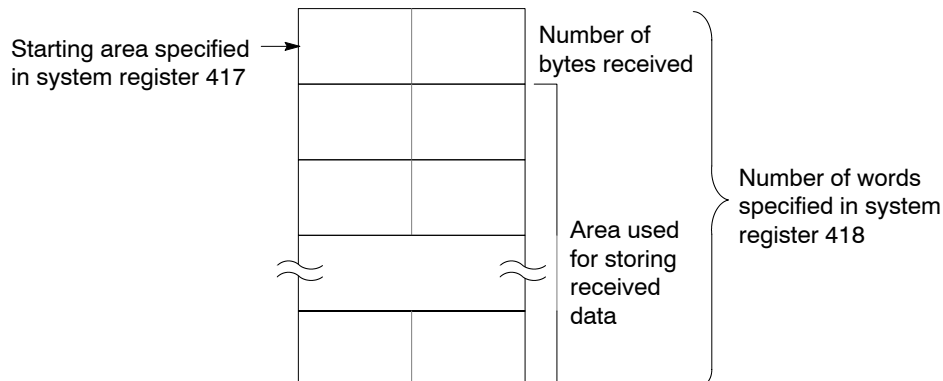 Starting area specified
in system register 417
Number of
bytes received
Area used
for storing
received
data
Number of words
specified in system
register 418